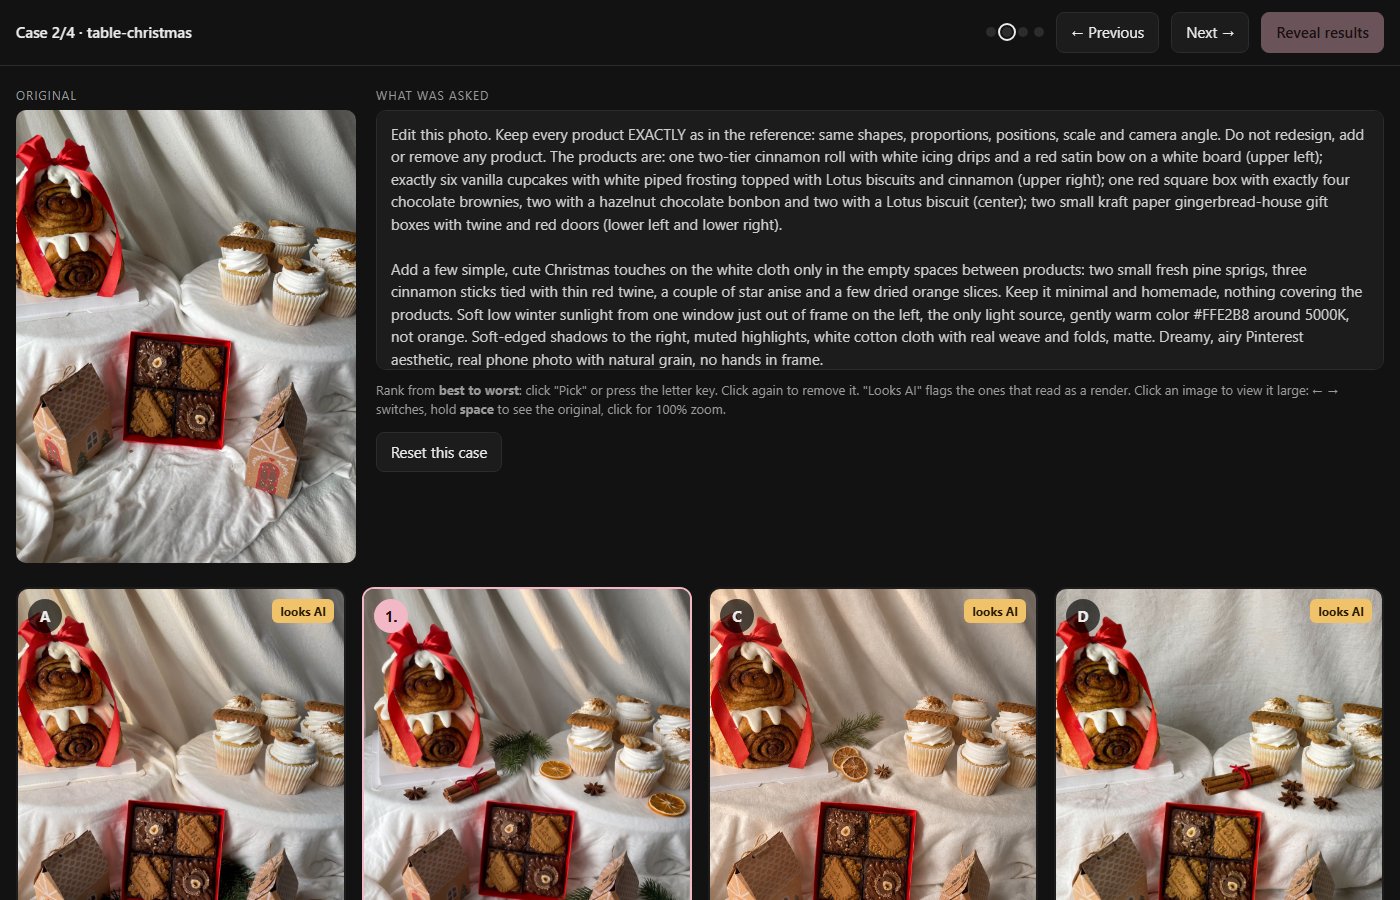 Case 2/4 · table-christmas
← Previous
Next →
Reveal results
ORIGINAL
WHAT WAS ASKED
Edit this photo. Keep every product EXACTLY as in the reference: same shapes, proportions, positions, scale and camera angle. Do not redesign, add
or remove any product. The products are: one two-tier cinnamon roll with white icing drips and a red satin bow on a white board (upper left);
exactly six vanilla cupcakes with white piped frosting topped with Lotus biscuits and cinnamon (upper right); one red square box with exactly four
chocolate brownies, two with a hazelnut chocolate bonbon and two with a Lotus biscuit (center); two small kraft paper gingerbread-house gift
boxes with twine and red doors (lower left and lower right).
Add a few simple, cute Christmas touches on the white cloth only in the empty spaces between products: two small fresh pine sprigs, three
cinnamon sticks tied with thin red twine, a couple of star anise and a few dried orange slices. Keep it minimal and homemade, nothing covering the
products. Soft low winter sunlight from one window just out of frame on the left, the only light source, gently warm color #FFE2B8 around 5000K,
not orange. Soft-edged shadows to the right, muted highlights, white cotton cloth with real weave and folds, matte. Dreamy, airy Pinterest
aesthetic, real phone photo with natural grain, no hands in frame.
Rank from best to worst: click "Pick" or press the letter key. Click again to remove it. "Looks AI" flags the ones that read as a render. Click an image to view it large: ← →
switches, hold space to see the original, click for 100% zoom.
Reset this case
A
looks AI
1.
C
looks AI
D
looks AI